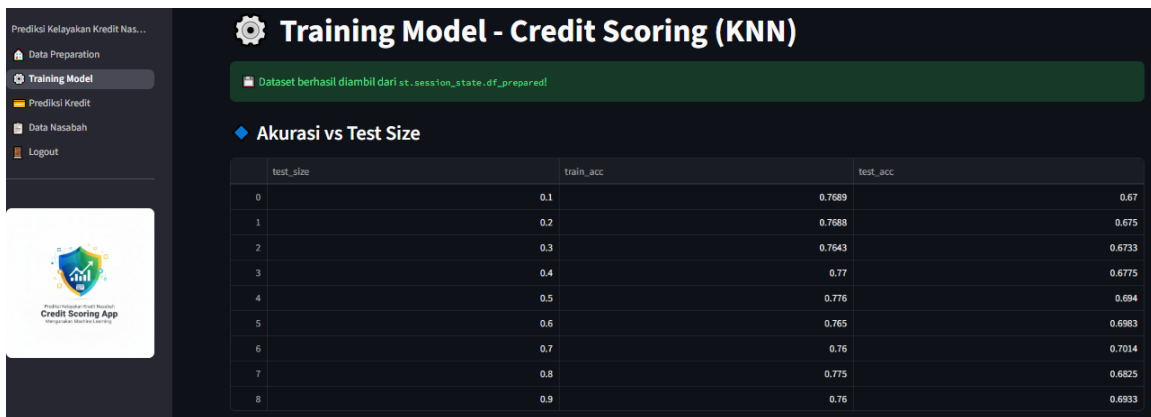 Prediksi Kelayakan Kredit Nas...
Data Preparation
Training Model
Prediksi Kredit
Data Nasabah
Logout
Prediksi Kelayakan Kredit Nasabah
Credit Scoring App
Menggunakan Machine Learning
Training Model - Credit Scoring (KNN)
Dataset berhasil diambil dari st.session_state.df_prepared!
Akurasi vs Test Size
test_size train_acc test_acc
0 0.1 0.7689 0.67
1 0.2 0.7688 0.675
2 0.3 0.7643 0.6733
3 0.4 0.77 0.6775
4 0.5 0.776 0.694
5 0.6 0.765 0.6983
6 0.7 0.76 0.7014
7 0.8 0.775 0.6825
8 0.9 0.76 0.6933